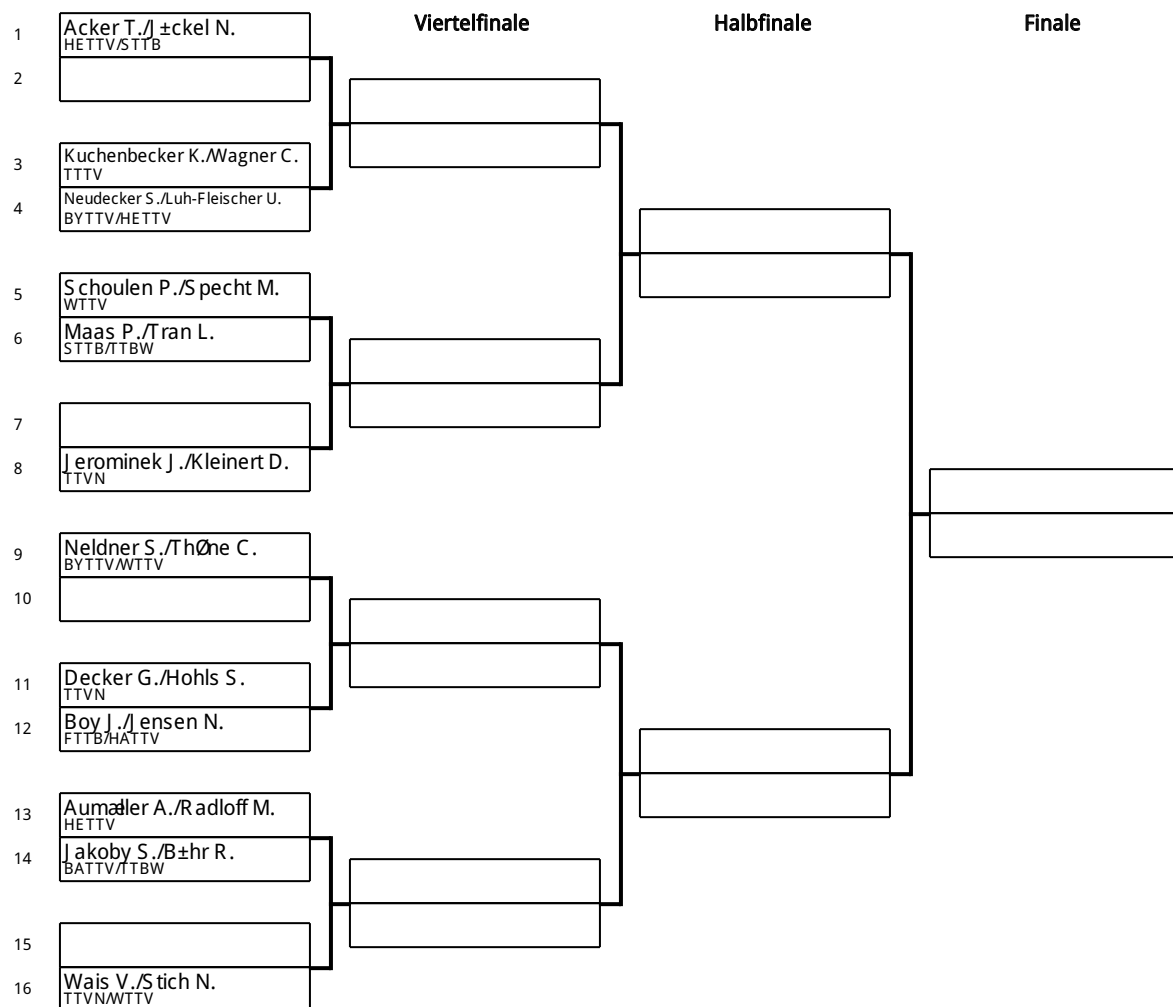 Viertelfinale Halbfinale Finale
1 Acker T./J±ckel N.
HETTV/STTB
2
3 Kuchenbecker K./Wagner C.
TTTV
4 Neudecker S./Luh-Fleischer U.
BYTTV/HETTV
5 Schoulen P./Specht M.
WTTV
6 Maas P./Tran L.
STTB/TTBW
7
8 Jerominek J./Kleinert D.
TTVN
9 Neldner S./ThØne C.
BYTTV/WTTV
10
11 Decker G./Hohls S.
TTVN
12 Boy J./Jensen N.
FTTB/HATTV
13 Aumæller A./Radloff M.
HETTV
14 Jakoby S./B±hr R.
BATTV/TTBW
15
16 Wais V./Stich N.
TTVN/WTTV